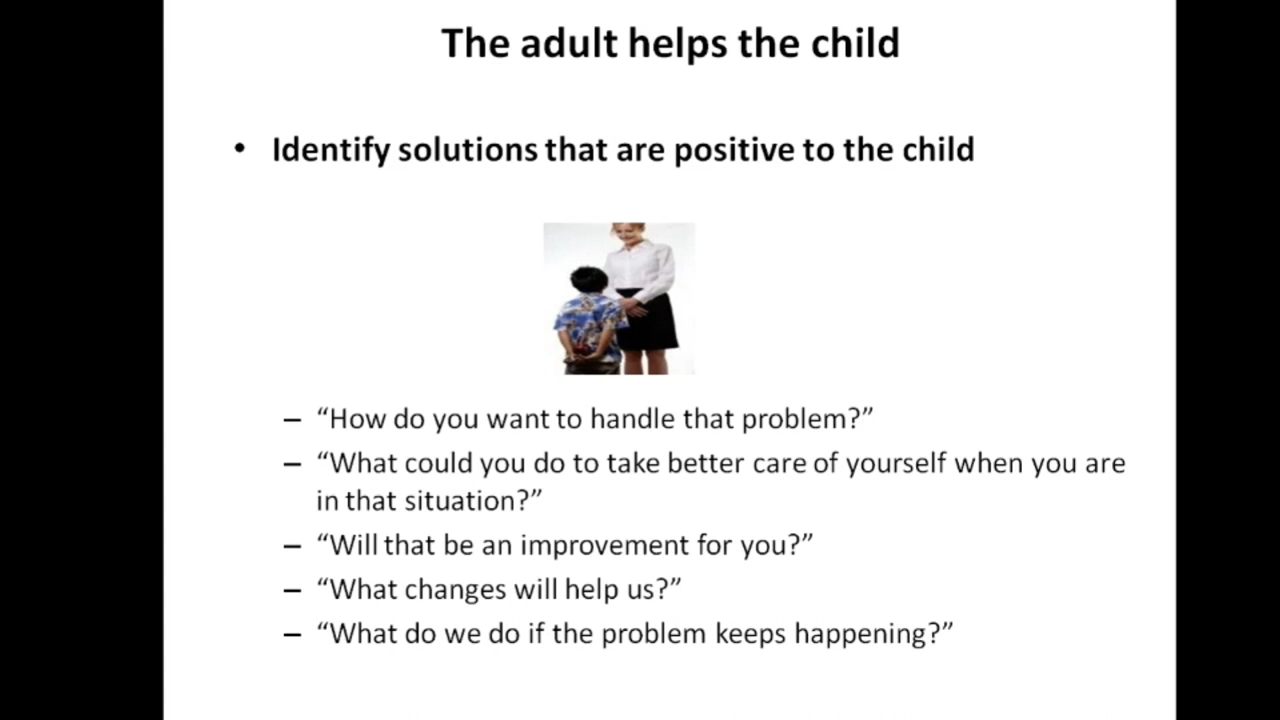 The adult helps the child
• Identify solutions that are positive to the child
– “How do you want to handle that problem?”
– “What could you do to take better care of yourself when you are
in that situation?”
– “Will that be an improvement for you?”
– “What changes will help us?”
– “What do we do if the problem keeps happening?”